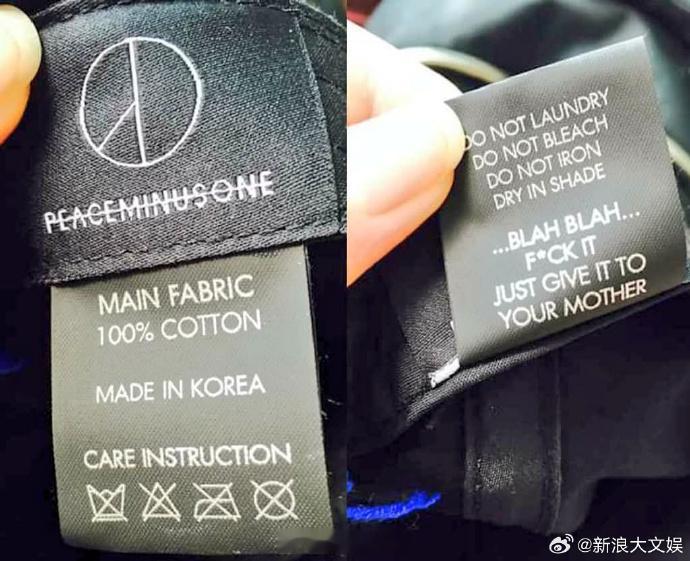 PEACEMINUSONE
MAIN FABRIC
100% COTTON
MADE IN KOREA
CARE INSTRUCTION
DO NOT LAUNDRY
DO NOT BLEACH
DO NOT IRON
DRY IN SHADE
...BLAH BLAH...
F*CK IT
JUST GIVE IT TO
YOUR MOTHER
@新浪大文娱